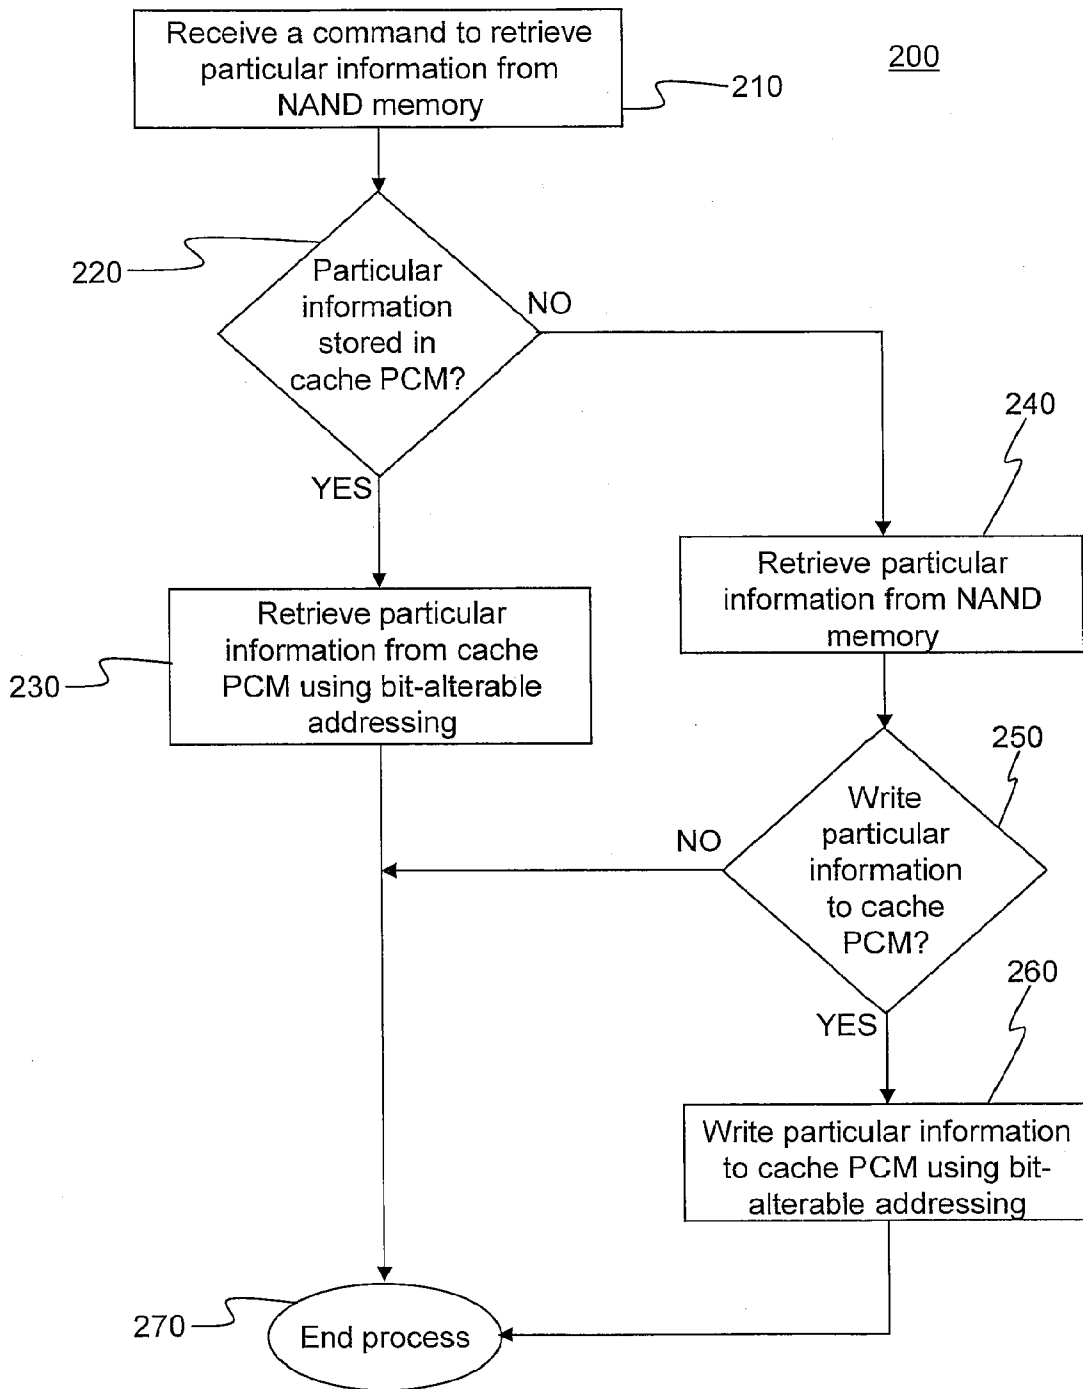 Receive a command to retrieve
particular information from
NAND memory
200
210
220
Particular
information
stored in
cache PCM?
NO
YES
240
Retrieve particular
information from NAND
memory
Retrieve particular
information from cache
PCM using bit-alterable
addressing
230
250
Write
particular
information
to cache
PCM?
NO
YES
260
Write particular information
to cache PCM using bit-
alterable addressing
270
End process